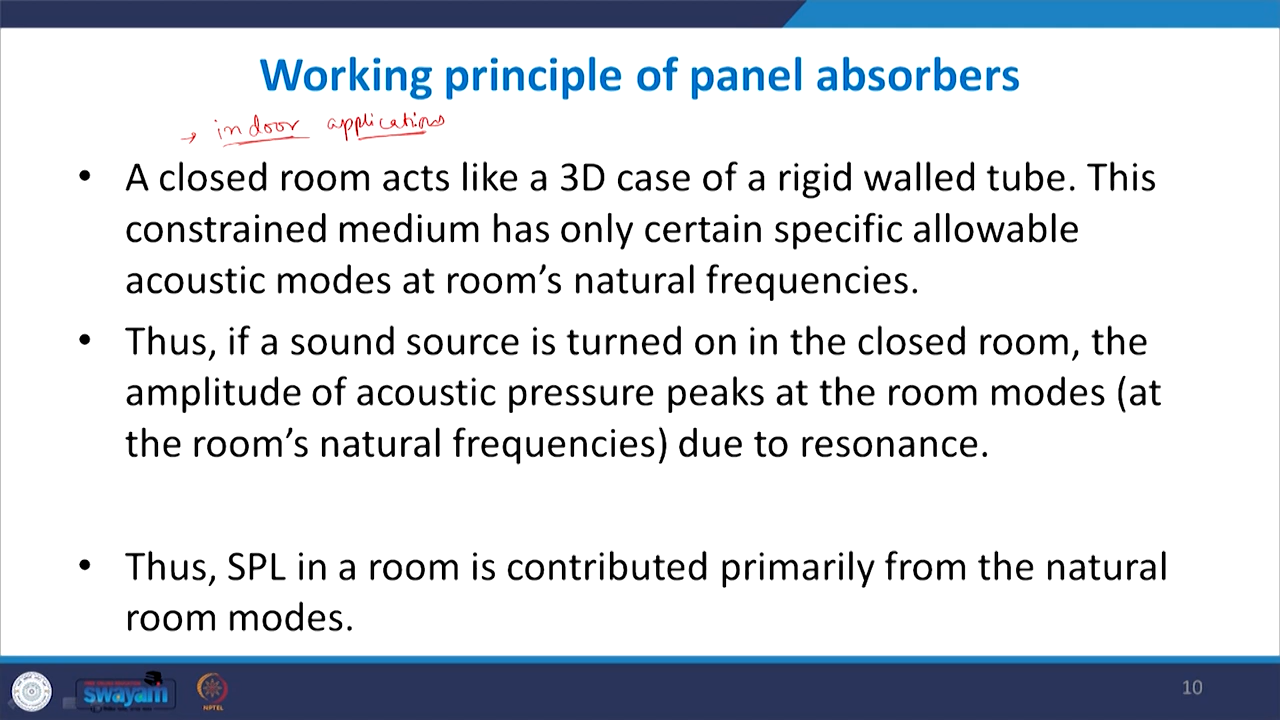 Working principle of panel absorbers
→ indoor applications
• A closed room acts like a 3D case of a rigid walled tube. This
constrained medium has only certain specific allowable
acoustic modes at room's natural frequencies.
• Thus, if a sound source is turned on in the closed room, the
amplitude of acoustic pressure peaks at the room modes (at
the room's natural frequencies) due to resonance.
• Thus, SPL in a room is contributed primarily from the natural
room modes.
swayam
NPTEL
10